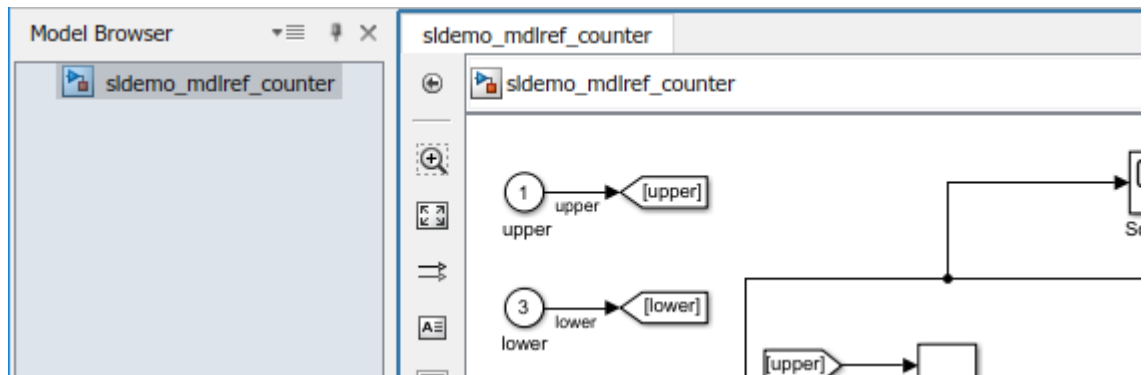 Model Browser
sldemo_mdlref_counter
sldemo_mdlref_counter
sldemo_mdlref_counter
1
upper
[upper]
upper
3
lower
[lower]
lower
[upper]
A